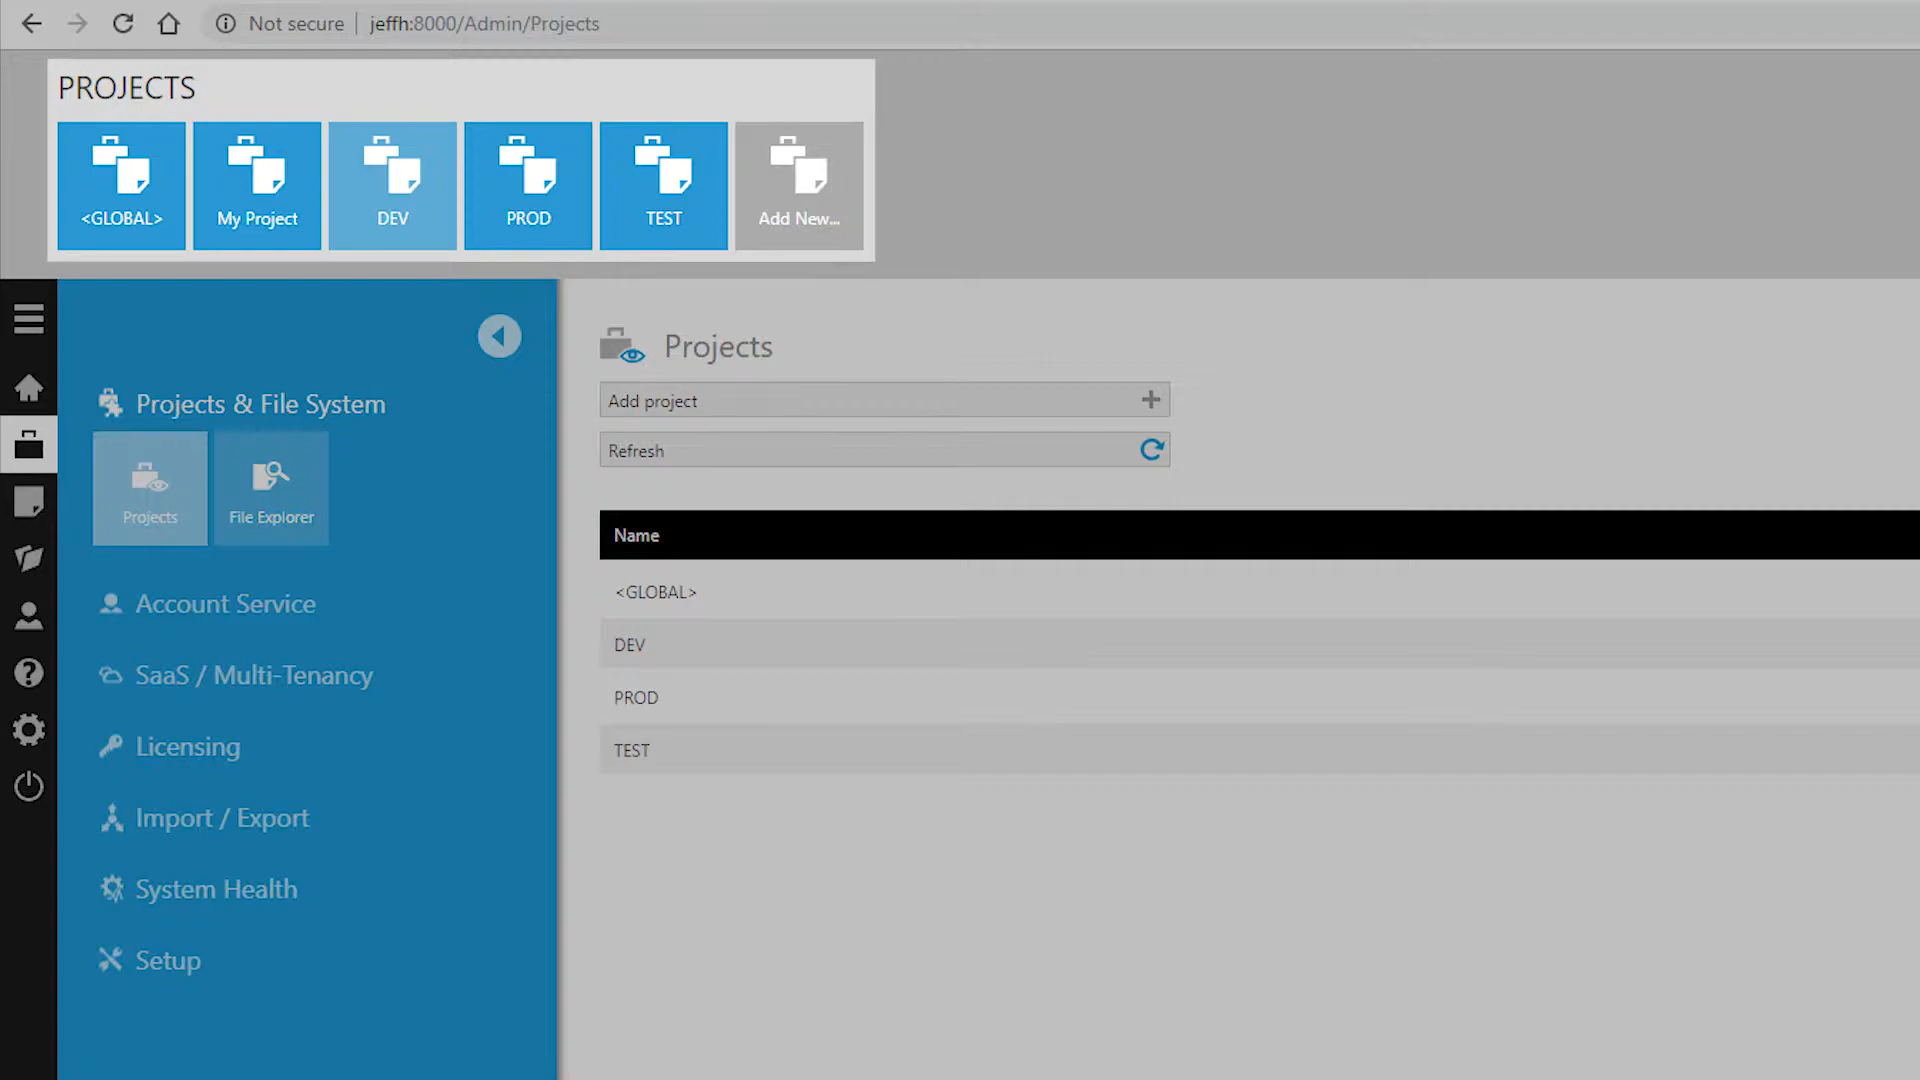 Not secure jeffh:8000/Admin/Projects
PROJECTS
<GLOBAL> My Project DEV PROD TEST Add New...
Projects
Projects & File System
Add project
Refresh
Projects File Explorer
Name
<GLOBAL>
Account Service
DEV
SaaS / Multi-Tenancy
PROD
Licensing
TEST
Import / Export
System Health
Setup